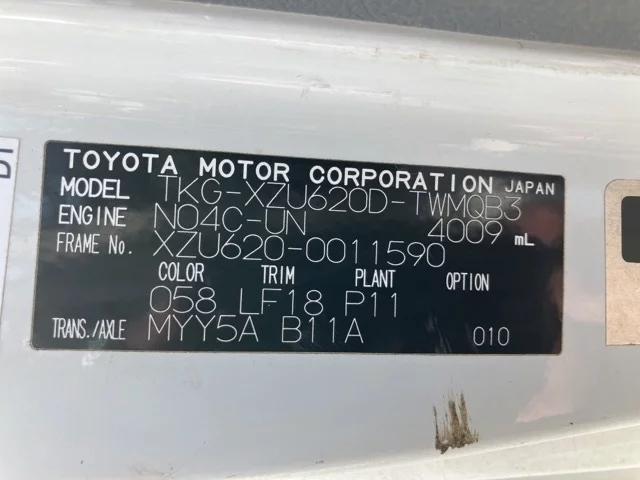 TOYOTA MOTOR CORPORATION JAPAN
MODEL TKG-XZU620D-TWMQB3
ENGINE N04C-UN 4009 mL
FRAME No. XZU620-0011590
COLOR TRIM PLANT OPTION
058 LF18 P11
TRANS./AXLE MYY5A B11A 010